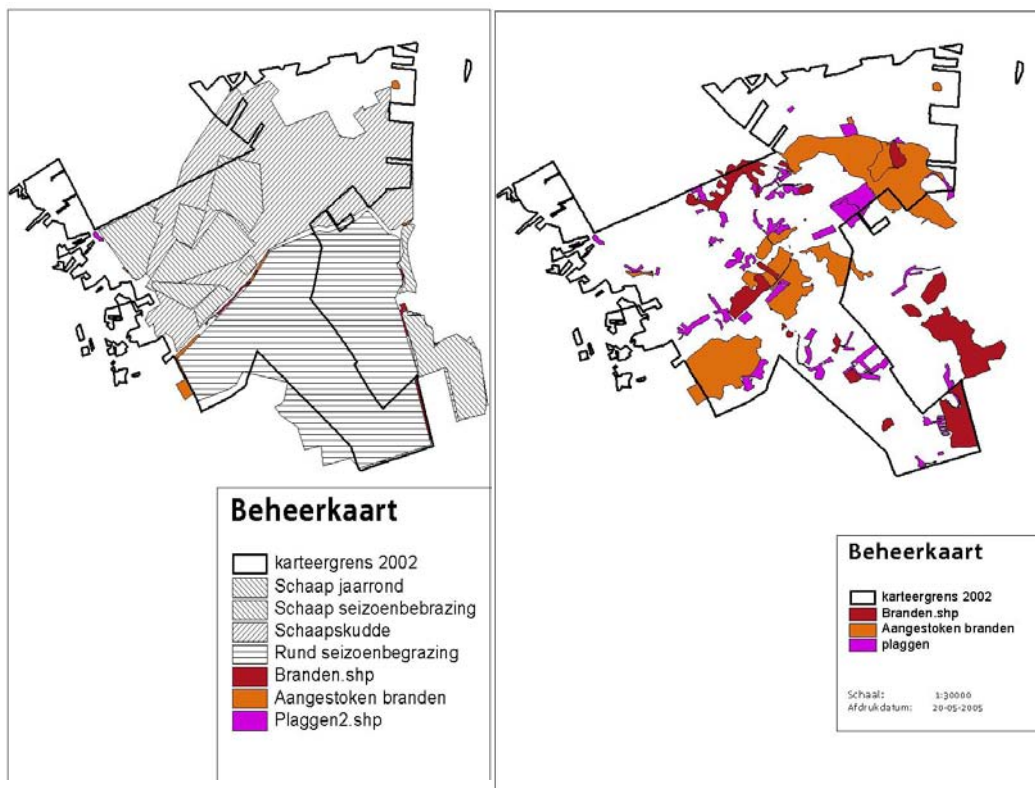 Beheerkaart
karteergrens 2002
Schaap jaarrond
Schaap seizoenbebrazing
Schaapskudde
Rund seizoenbegrazing
Branden.shp
Aangestoken branden
Plaggen2.shp
Beheerkaart
karteergrens 2002
Branden.shp
Aangestoken branden
plaggen
Schaal: 1:30000
Afdrukdatum: 20-05-2005